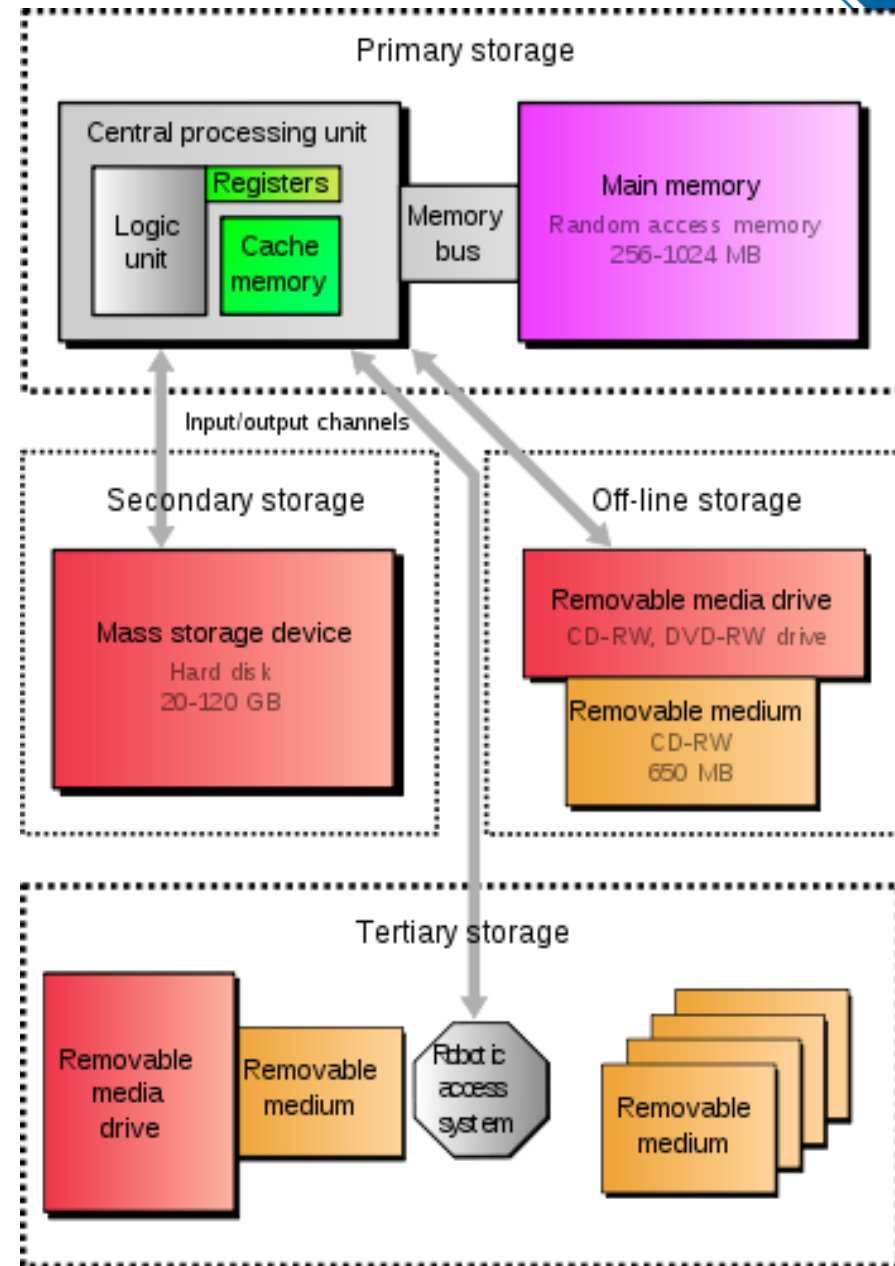 Primary storage
Central processing unit
Registers
Logic
unit
Cache
memory
Memory
bus
Main memory
Random access memory
256-1024 MB
Input/output channels
Secondary storage
Mass storage device
Hard disk
20-120 GB
Off-line storage
Removable media drive
CD-RW, DVD-RW drive
Removable medium
CD-RW
650 MB
Tertiary storage
Removable
media
drive
Removable
medium
Robotic
access
system
Removable
medium